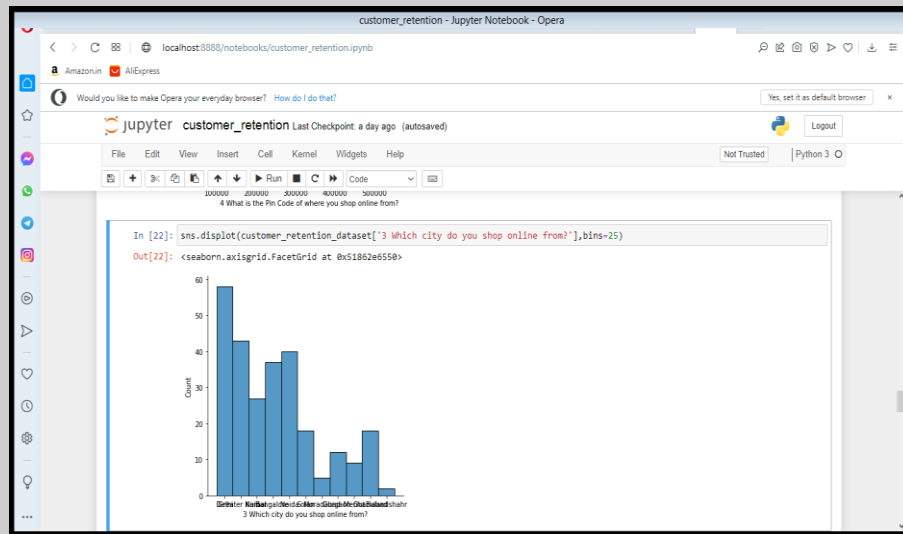 customer_retention - Jupyter Notebook - Opera
localhost:8888/notebooks/customer_retention.ipynb
a Amazon.in AliExpress
Would you like to make Opera your everyday browser? How do I do that? Yes, set it as default browser ×
jupyter customer_retention Last Checkpoint: a day ago (autosaved) Logout
File Edit View Insert Cell Kernel Widgets Help Not Trusted Python 3
Run Code
100000 200000 300000 400000 500000
4 What is the Pin Code of where you shop online from?
In [22]: sns.displot(customer_retention_dataset['3 Which city do you shop online from?'],bins=25)
Out[22]: <seaborn.axisgrid.FacetGrid at 0x51862e6550>
60
50
40
30
20
10
0
Count
3 Which city do you shop online from?